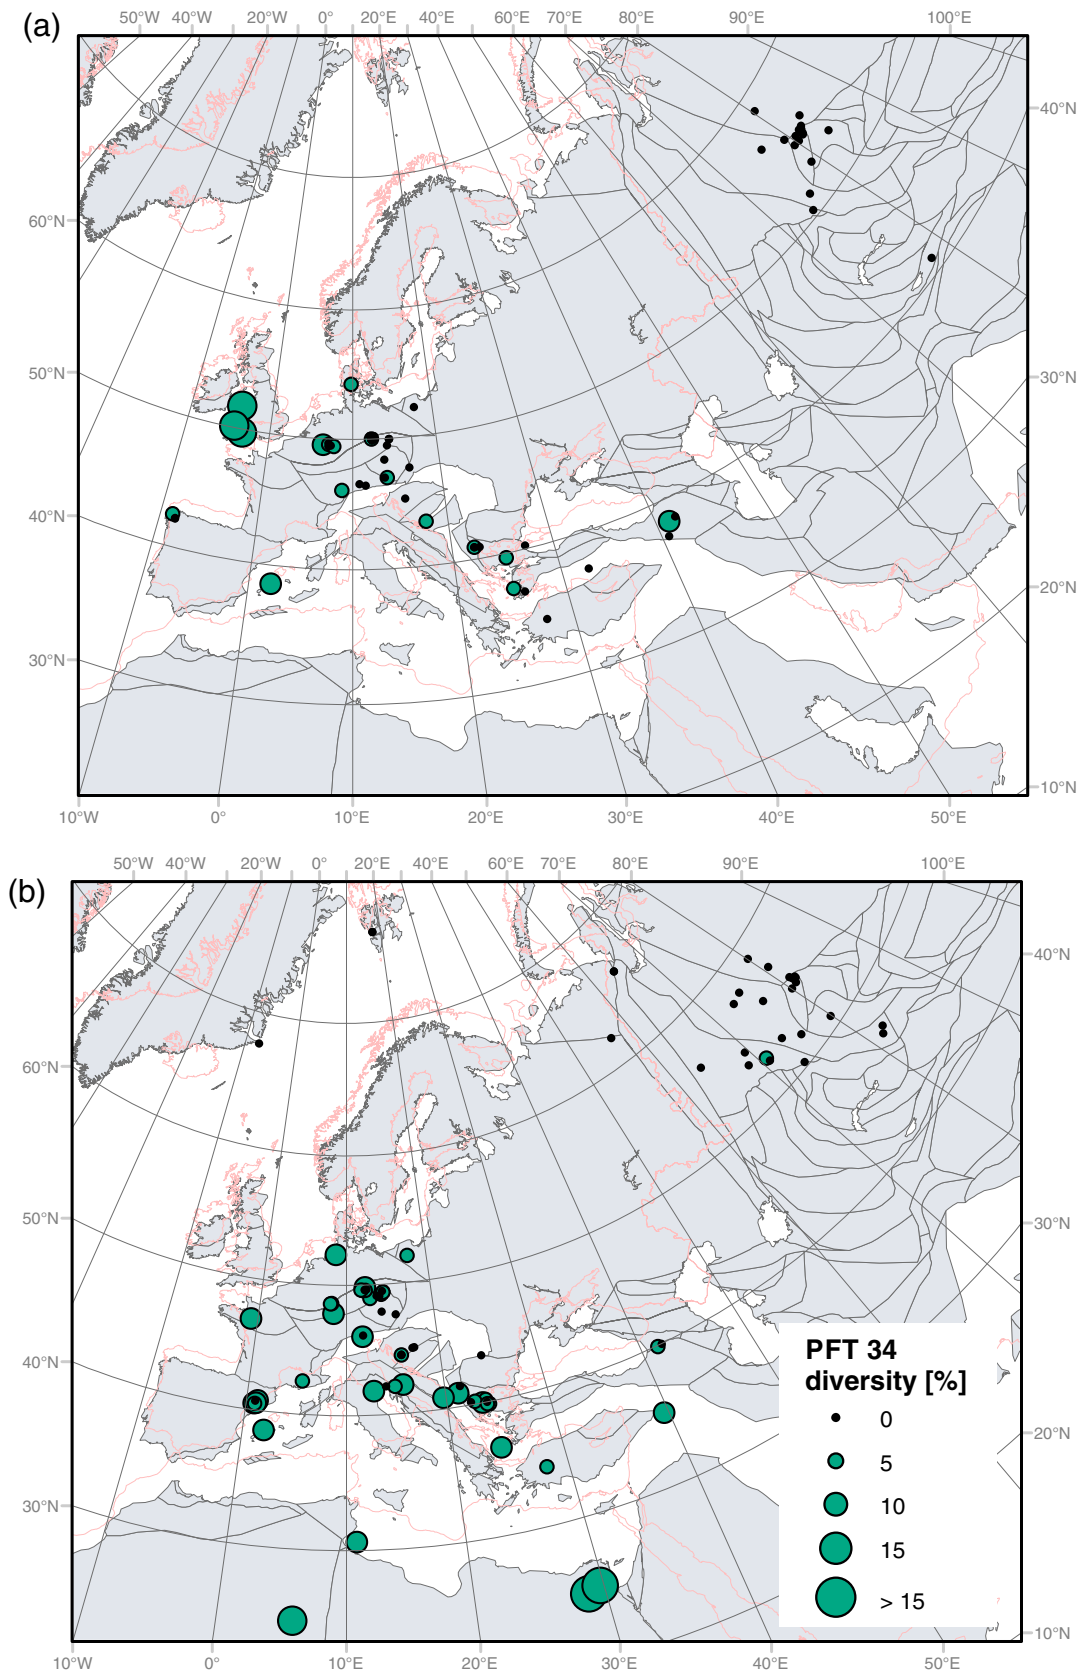 (a)
50°W 40°W 30°W 20°W 0° 20°E 40°E 60°E 70°E 80°E 90°E 100°E
40°N
60°N
50°N
30°N
40°N
20°N
30°N
10°N
10°W 0° 10°E 20°E 30°E 40°E 50°E
(b)
50°W 40°W 20°W 0° 20°E 40°E 60°E 70°E 80°E 90°E 100°E
40°N
60°N
50°N
30°N
PFT 34
diversity [%]
0
40°N
20°N
5
10
30°N
15
> 15
10°N
10°W 0° 10°E 20°E 30°E 40°E 50°E